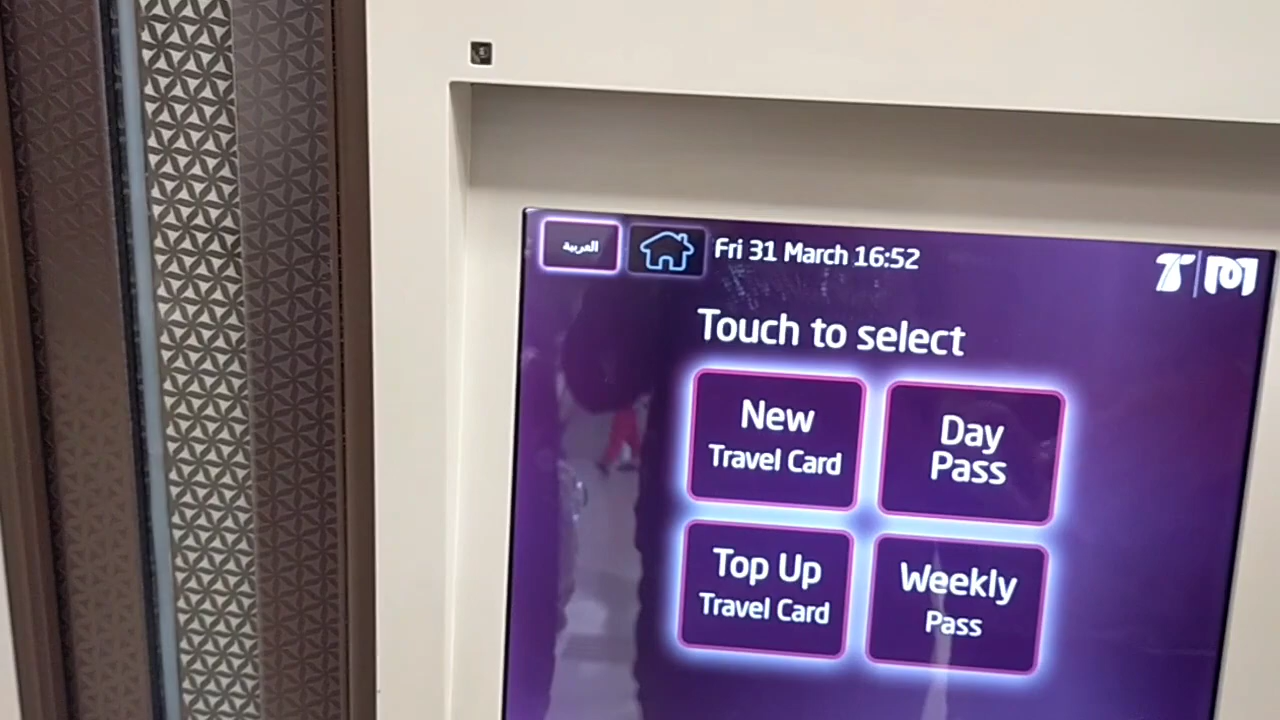 العربية
Fri 31 March 16:52
Touch to select
New
Travel Card
Day
Pass
Top Up
Travel Card
Weekly
Pass